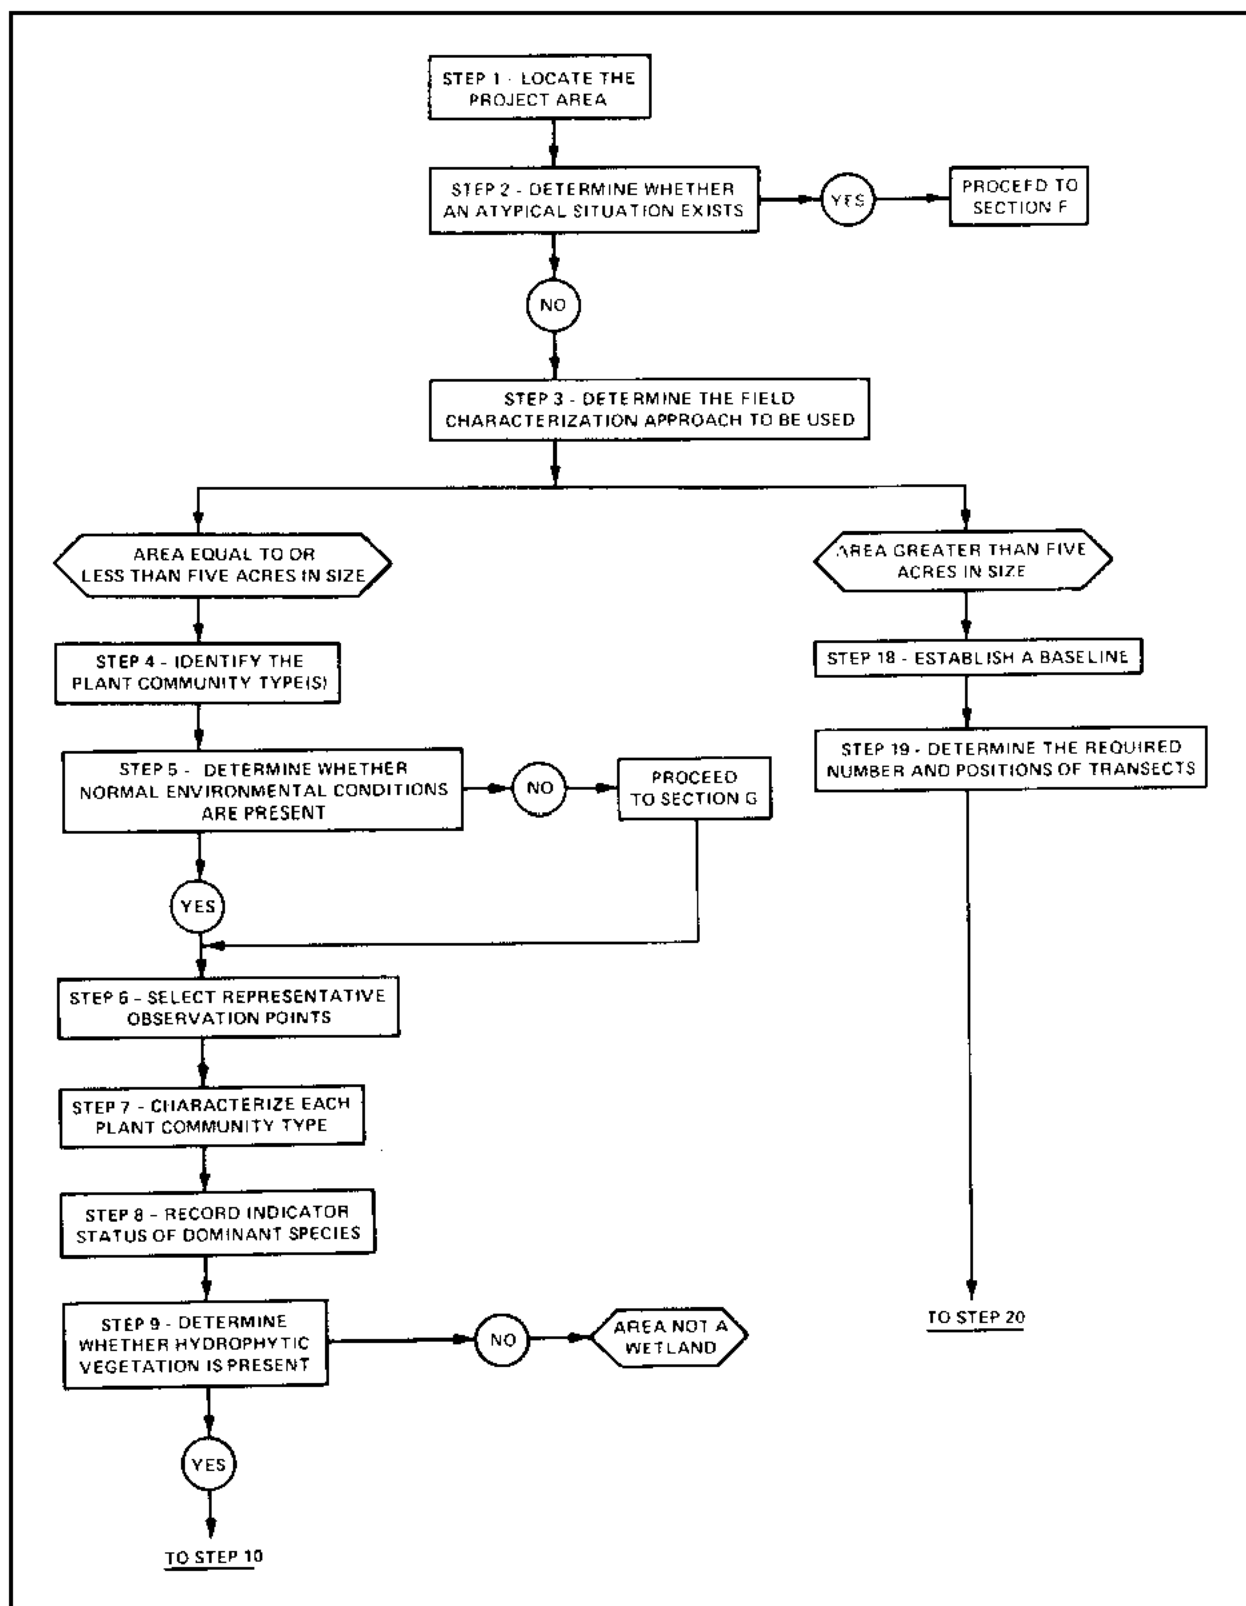 STEP 1 - LOCATE THE
PROJECT AREA
STEP 2 - DETERMINE WHETHER
AN ATYPICAL SITUATION EXISTS
YES
PROCEED TO
SECTION F
NO
STEP 3 - DETERMINE THE FIELD
CHARACTERIZATION APPROACH TO BE USED
AREA EQUAL TO OR
LESS THAN FIVE ACRES IN SIZE
AREA GREATER THAN FIVE
ACRES IN SIZE
STEP 4 - IDENTIFY THE
PLANT COMMUNITY TYPE(S)
STEP 18 - ESTABLISH A BASELINE
STEP 5 - DETERMINE WHETHER
NORMAL ENVIRONMENTAL CONDITIONS
ARE PRESENT
NO
PROCEED
TO SECTION G
STEP 19 - DETERMINE THE REQUIRED
NUMBER AND POSITIONS OF TRANSECTS
YES
STEP 6 - SELECT REPRESENTATIVE
OBSERVATION POINTS
STEP 7 - CHARACTERIZE EACH
PLANT COMMUNITY TYPE
STEP 8 - RECORD INDICATOR
STATUS OF DOMINANT SPECIES
STEP 9 - DETERMINE
WHETHER HYDROPHYTIC
VEGETATION IS PRESENT
NO
AREA NOT A
WETLAND
TO STEP 20
YES
TO STEP 10